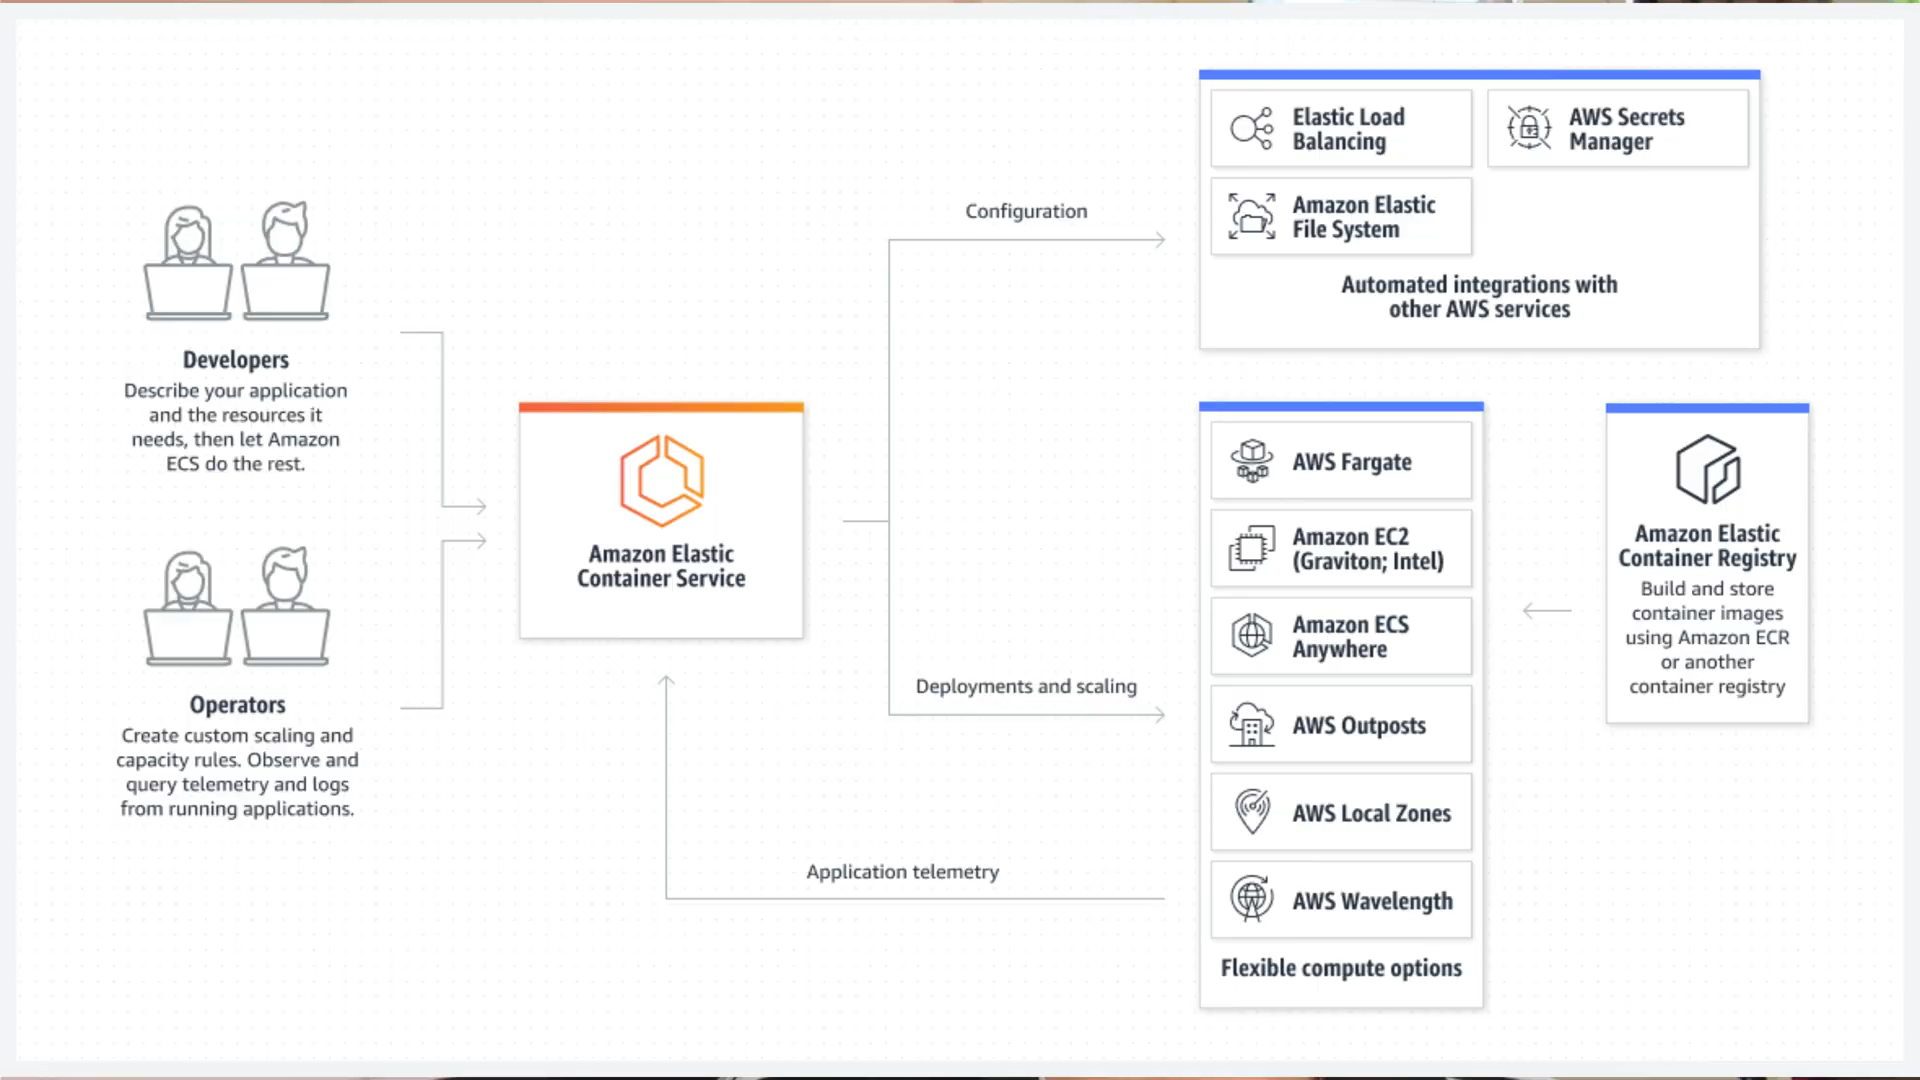 Developers
Describe your application
and the resources it
needs, then let Amazon
ECS do the rest.
Operators
Create custom scaling and
capacity rules. Observe and
query telemetry and logs
from running applications.
Amazon Elastic
Container Service
Configuration
Deployments and scaling
Application telemetry
Elastic Load
Balancing
AWS Secrets
Manager
Amazon Elastic
File System
Automated integrations with
other AWS services
AWS Fargate
Amazon EC2
(Graviton; Intel)
Amazon ECS
Anywhere
AWS Outposts
AWS Local Zones
AWS Wavelength
Flexible compute options
Amazon Elastic
Container Registry
Build and store
container images
using Amazon ECR
or another
container registry